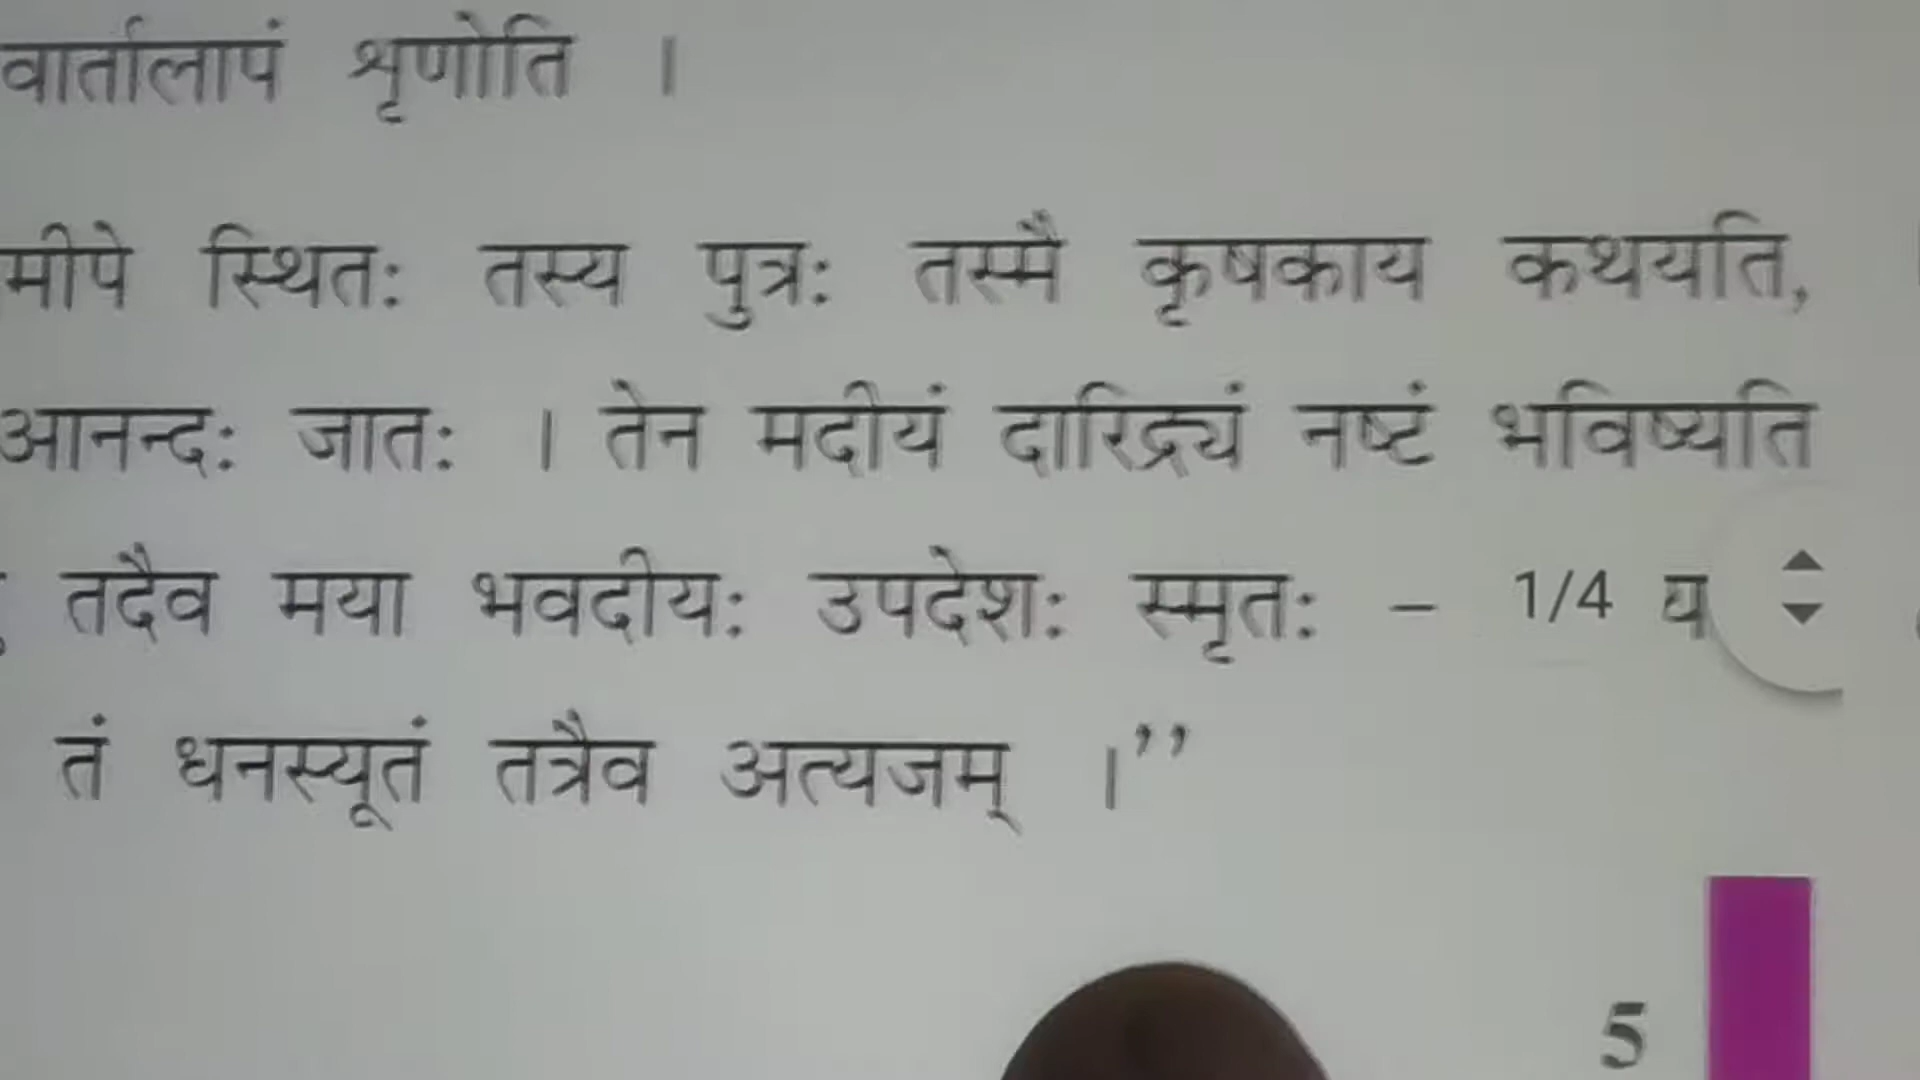 वार्तालापं शृणोति ।
मीपे स्थितः तस्य पुत्रः तस्मै कृषकाय कथयति,
आनन्दः जातः । तेन मदीयं दारिद्र्यं नष्टं भविष्यति
तदैव मया भवदीयः उपदेशः स्मृतः – 1/4
तं धनस्यूतं तत्रैव अत्यजम् ।’’
5